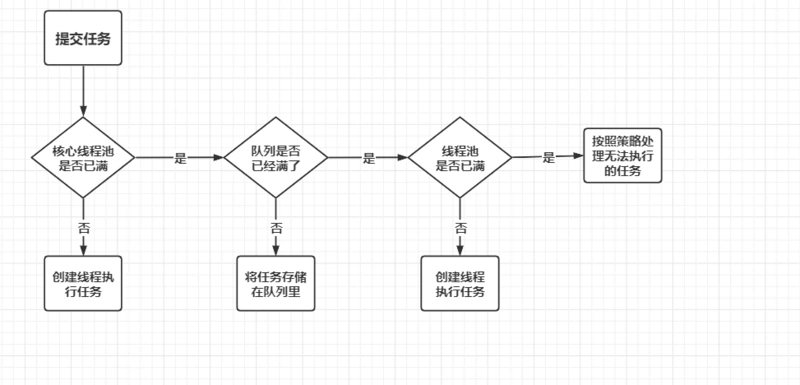 提交任务
核心线程池
是否已满
是
队列是否
已经满了
是
线程池
是否已满
是
按照策略处
理无法执行
的任务
否
否
否
创建线程执
行任务
将任务存储
在队列里
创建线程
执行任务